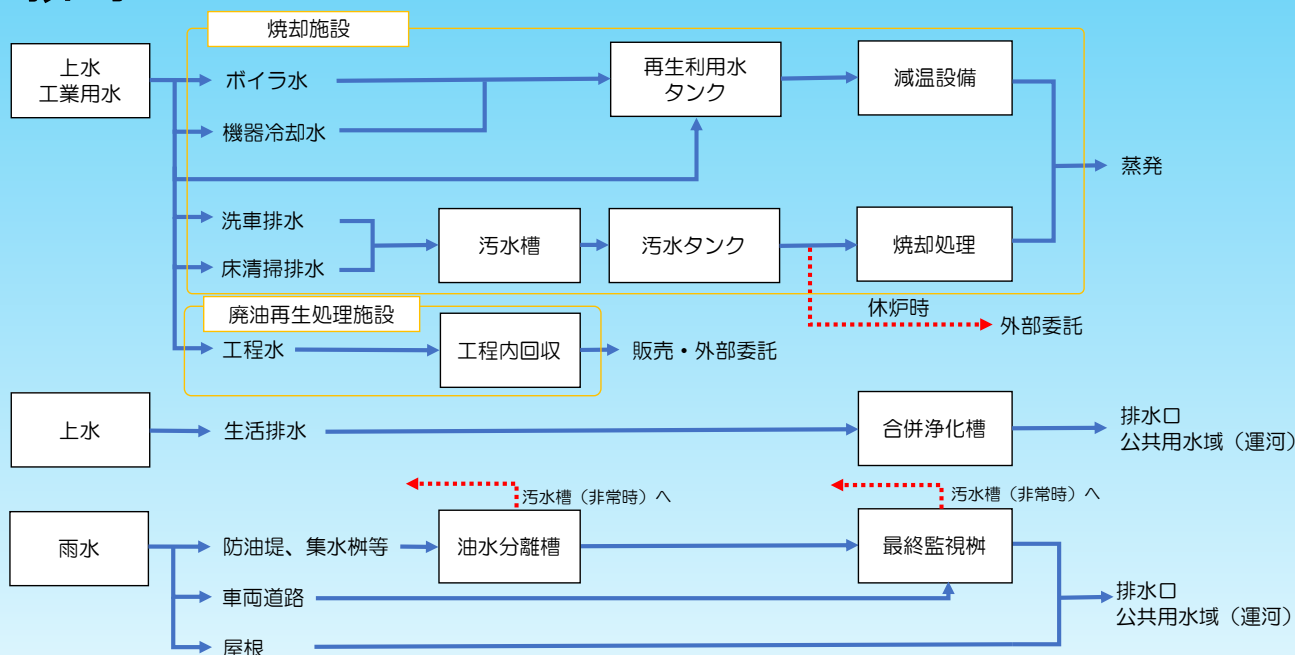 焼却施設
上水
工業用水
ボイラ水
再生利用水
タンク
減温設備
機器冷却水
蒸発
洗車排水
汚水槽
汚水タンク
焼却処理
床清掃排水
休炉時
外部委託
廃油再生処理施設
工程水
工程内回収
販売・外部委託
上水
生活排水
合併浄化槽
排水口
公共用水域（運河）
汚水槽（非常時）へ
汚水槽（非常時）へ
雨水
防油堤、集水桝等
油水分離槽
最終監視桝
車両道路
排水口
公共用水域（運河）
屋根